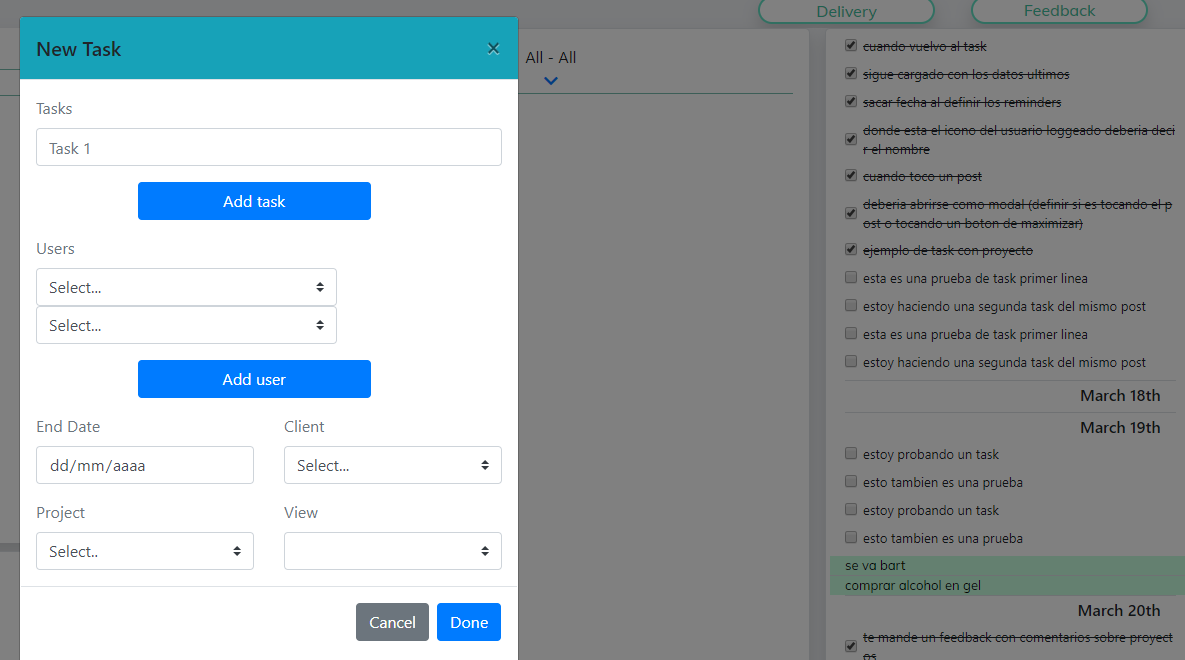 Delivery
Feedback
New Task
×
All - All
Tasks
Task 1
Add task
Users
Select...
Select...
Add user
End Date
Client
dd/mm/aaaa
Select...
Project
View
Select..
Cancel
Done
cuando vuelvo al task
sigue cargado con los datos ultimos
sacar fecha al definir los reminders
donde esta el icono del usuario loggeado deberia deci
r el nombre
cuando toco un post
deberia abrirse como modal (definir si es tocando el p
ost o tocando un boton de maximizar)
ejemplo de task con proyecto
esta es una prueba de task primer linea
estoy haciendo una segunda task del mismo post
esta es una prueba de task primer linea
estoy haciendo una segunda task del mismo post
March 18th
March 19th
estoy probando un task
esto tambien es una prueba
estoy probando un task
esto tambien es una prueba
se va bart
comprar alcohol en gel
March 20th
te mande un feedback con comentarios sobre proyect
os